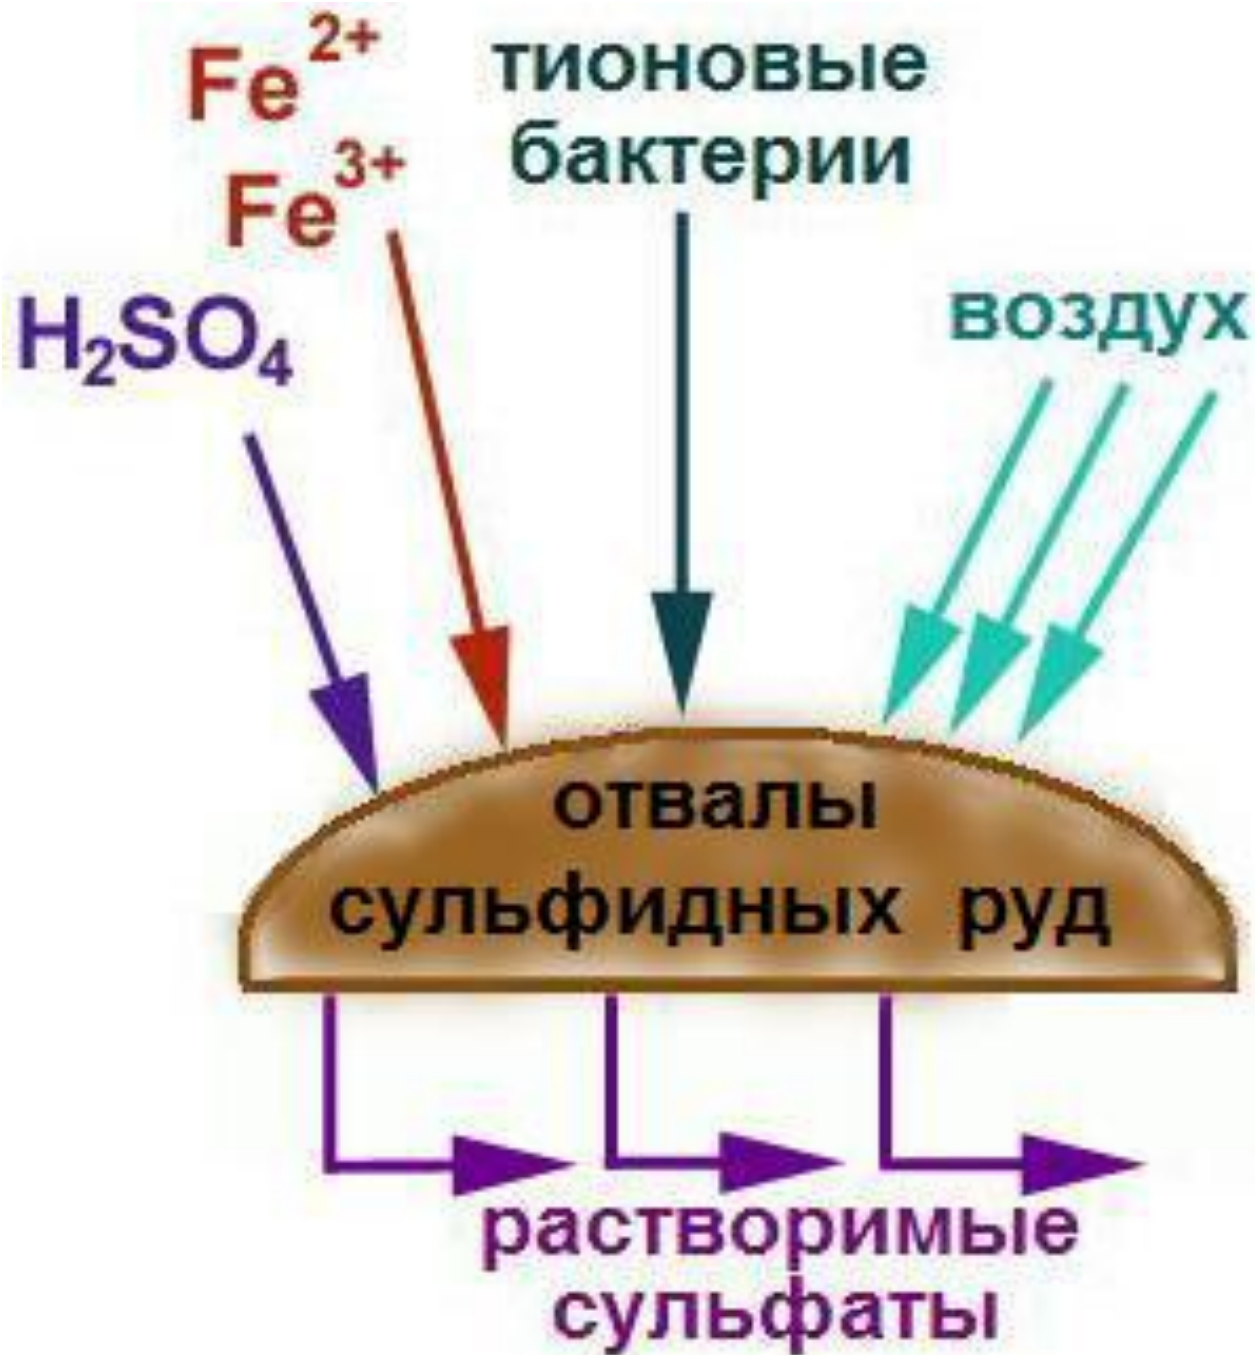 Fe²⁺
Fe³⁺
H₂SO₄
тионовые
бактерии
воздух
отвалы
сульфидных руд
растворимые
сульфаты